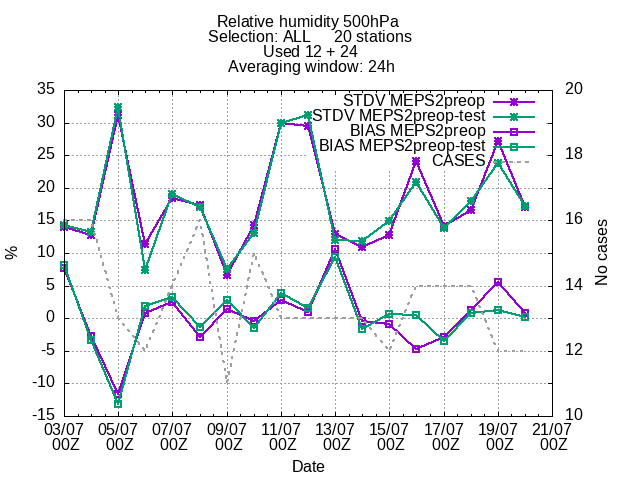 Relative humidity 500hPa
Selection: ALL 20 stations
Used 12 + 24
Averaging window: 24h
STDV MEPS2preop
STDV MEPS2preop-test
BIAS MEPS2preop
BIAS MEPS2preop-test
CASES
35
30
25
20
15
10
5
0
-5
-10
-15
%
20
18
16
14
12
10
No cases
03/07 05/07 07/07 09/07 11/07 13/07 15/07 17/07 19/07 21/07
00Z 00Z 00Z 00Z 00Z 00Z 00Z 00Z 00Z 00Z
Date